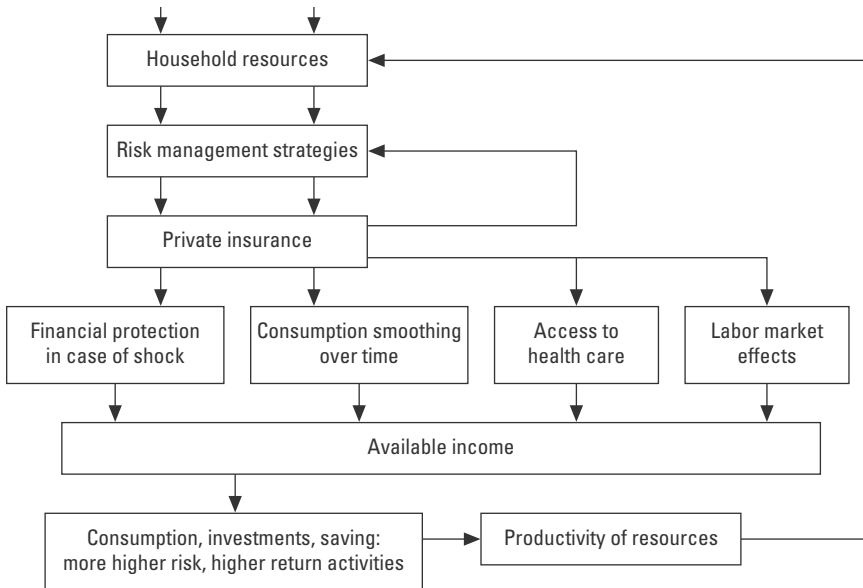 Household resources
Risk management strategies
Private insurance
Financial protection
in case of shock
Consumption smoothing
over time
Access to
health care
Labor market
effects
Available income
Consumption, investments, saving:
more higher risk, higher return activities
Productivity of resources